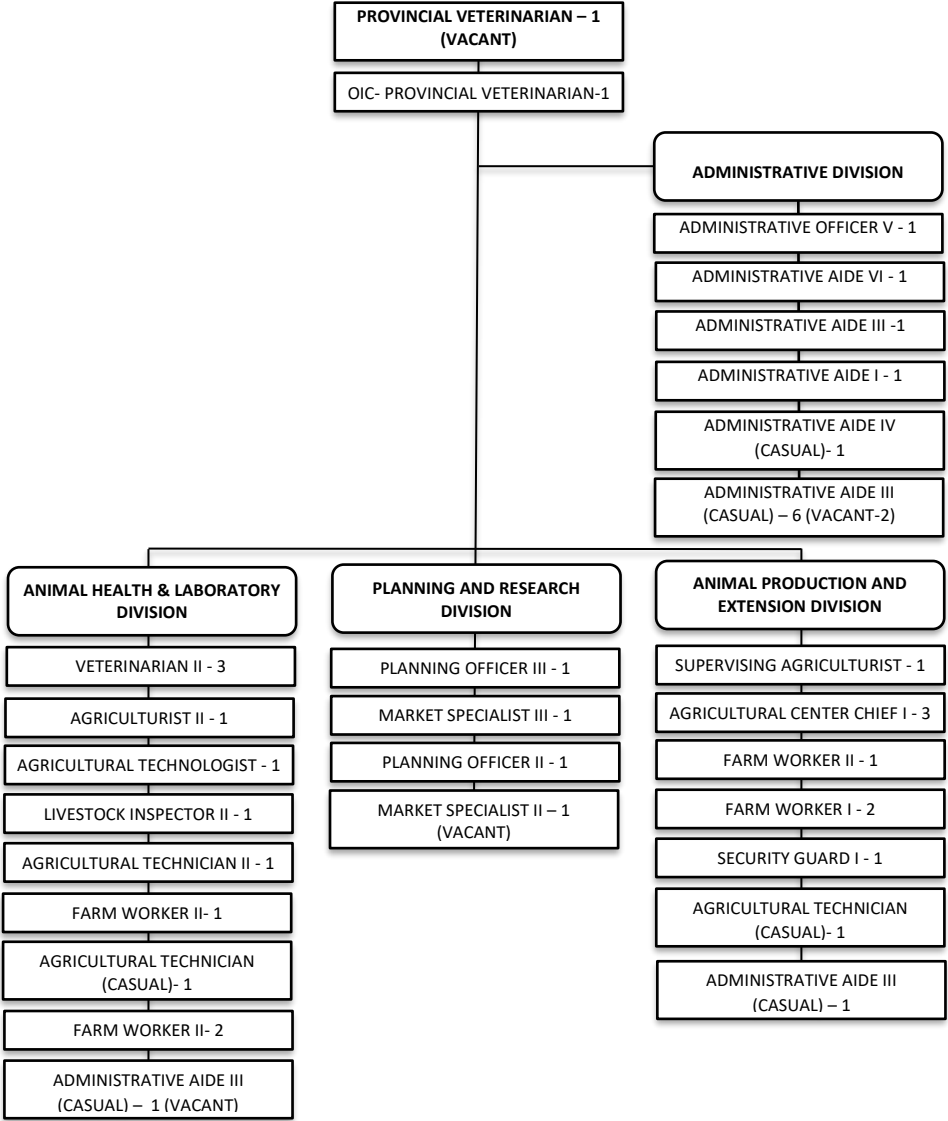 PROVINCIAL VETERINARIAN – 1
(VACANT)
OIC- PROVINCIAL VETERINARIAN-1
ADMINISTRATIVE DIVISION
ADMINISTRATIVE OFFICER V - 1
ADMINISTRATIVE AIDE VI - 1
ADMINISTRATIVE AIDE III -1
ADMINISTRATIVE AIDE I - 1
ADMINISTRATIVE AIDE IV
(CASUAL)- 1
ADMINISTRATIVE AIDE III
(CASUAL) – 6 (VACANT-2)
ANIMAL HEALTH & LABORATORY
DIVISION
VETERINARIAN II - 3
AGRICULTURIST II - 1
AGRICULTURAL TECHNOLOGIST - 1
LIVESTOCK INSPECTOR II - 1
AGRICULTURAL TECHNICIAN II - 1
FARM WORKER II- 1
AGRICULTURAL TECHNICIAN
(CASUAL)- 1
FARM WORKER II- 2
ADMINISTRATIVE AIDE III
(CASUAL) – 1 (VACANT)
PLANNING AND RESEARCH
DIVISION
PLANNING OFFICER III - 1
MARKET SPECIALIST III - 1
PLANNING OFFICER II - 1
MARKET SPECIALIST II – 1
(VACANT)
ANIMAL PRODUCTION AND
EXTENSION DIVISION
SUPERVISING AGRICULTURIST - 1
AGRICULTURAL CENTER CHIEF I - 3
FARM WORKER II - 1
FARM WORKER I - 2
SECURITY GUARD I - 1
AGRICULTURAL TECHNICIAN
(CASUAL)- 1
ADMINISTRATIVE AIDE III
(CASUAL) – 1